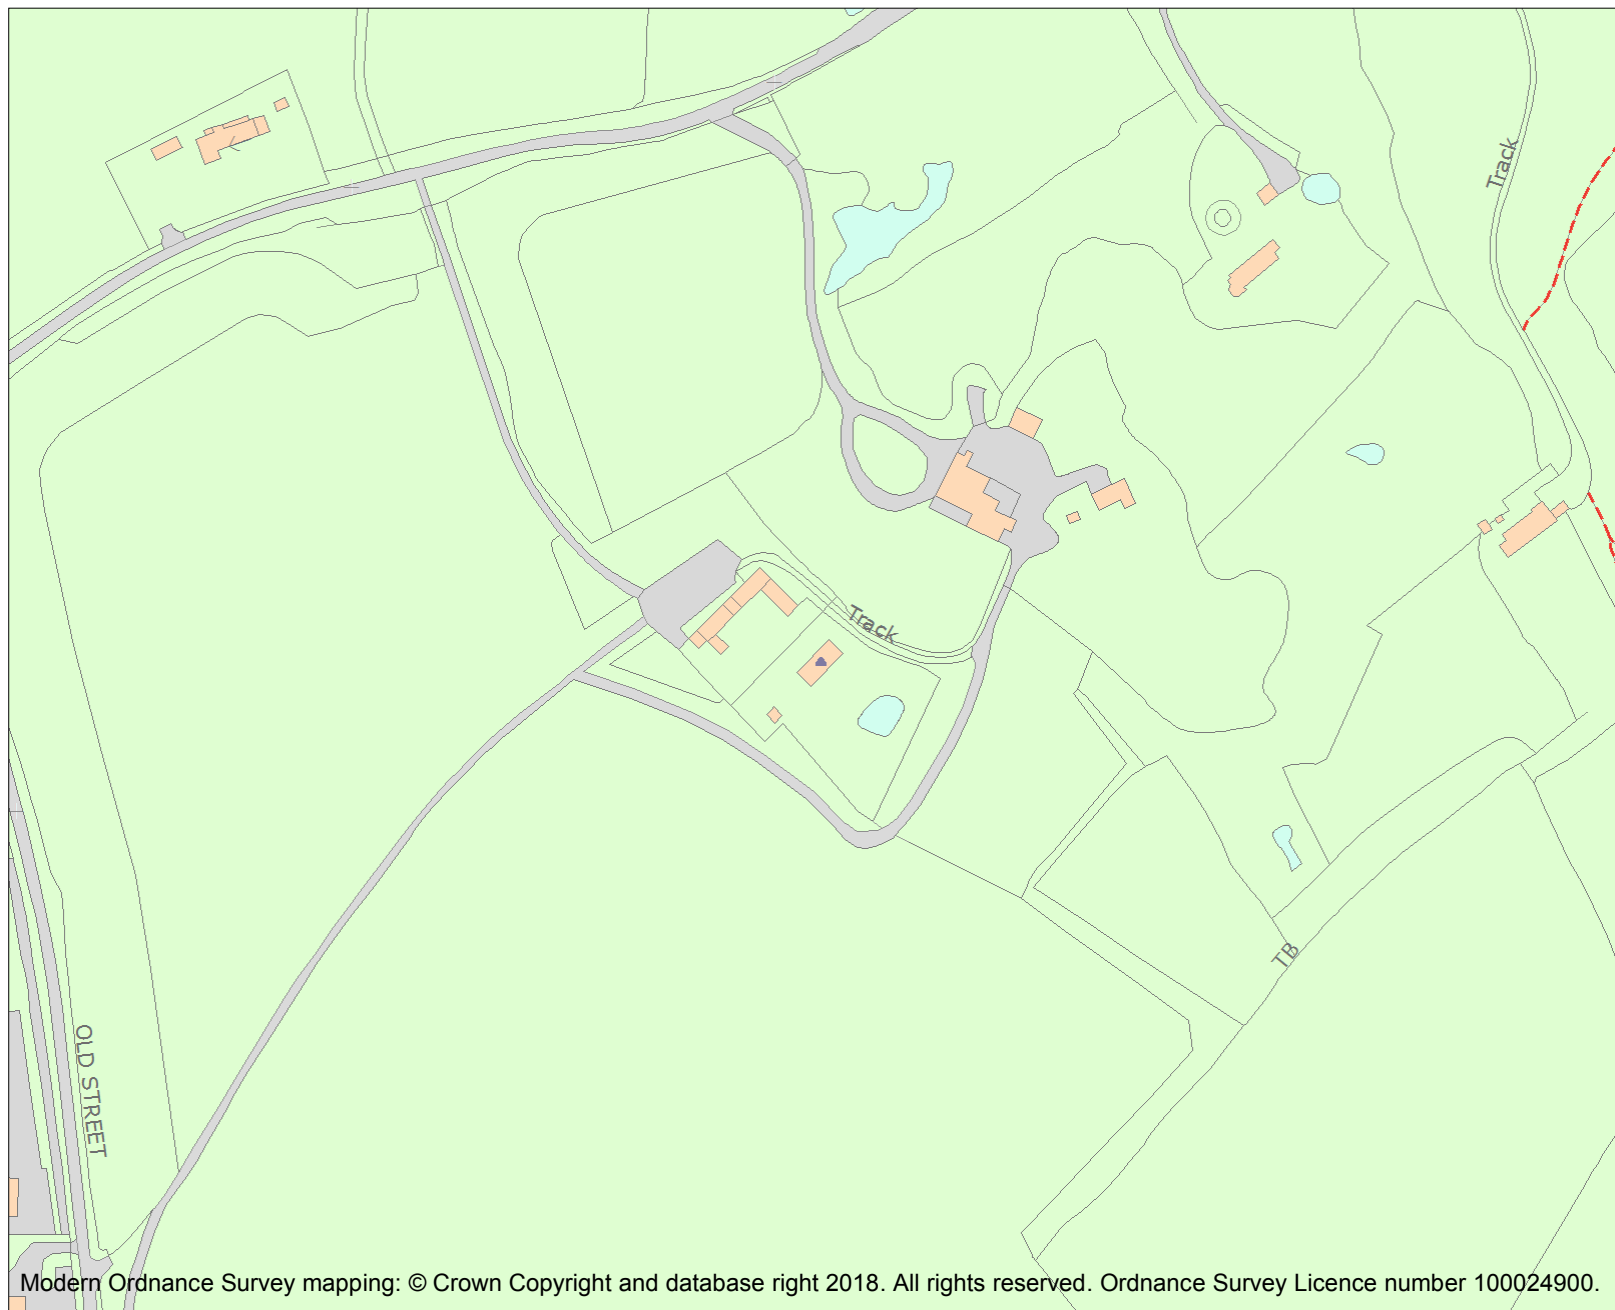 Track
Track
TB
OLD STREET
Modern Ordnance Survey mapping: © Crown Copyright and database right 2018. All rights reserved. Ordnance Survey Licence number 100024900.